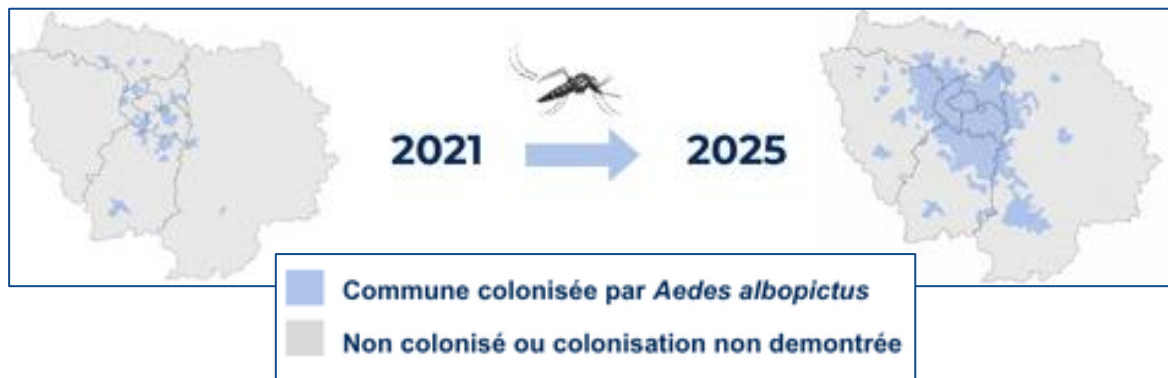 2021
2025
Commune colonisée par Aedes albopictus
Non colonisé ou colonisation non demontrée